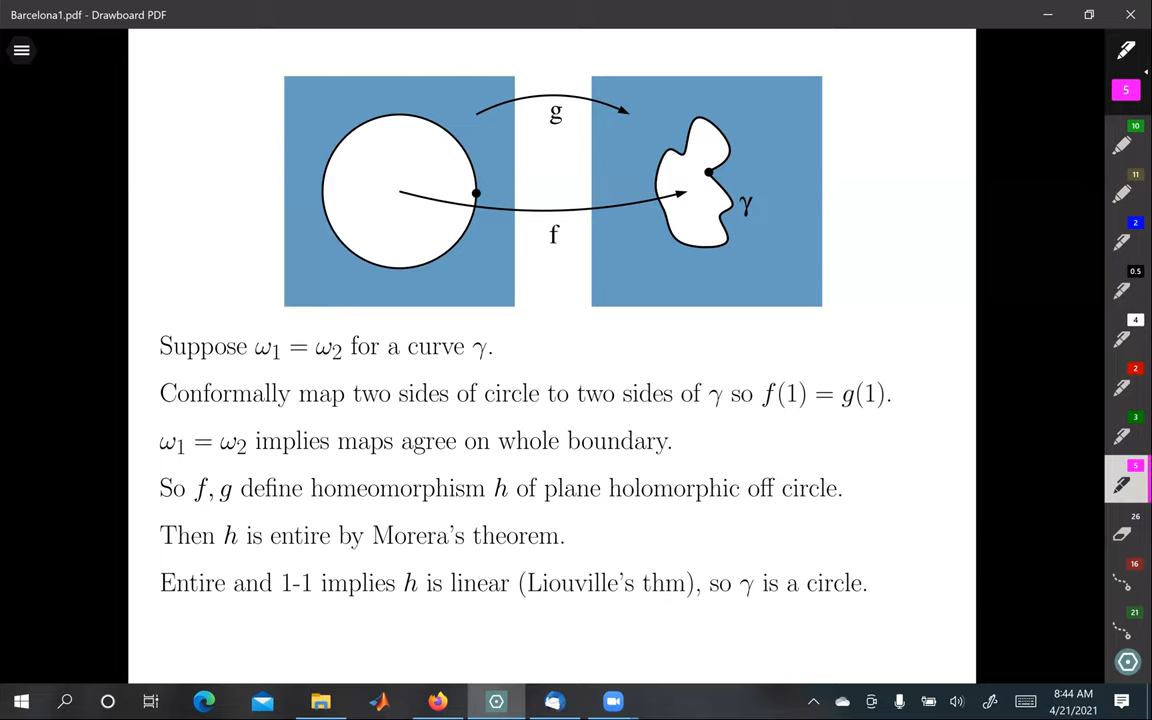 Barcelona1.pdf - Drawboard PDF
5
g
10
11
γ
2
f
0.5
Suppose ω₁ = ω₂ for a curve γ.
4
Conformally map two sides of circle to two sides of γ so f(1) = g(1).
2
ω₁ = ω₂ implies maps agree on whole boundary.
3
So f, g define homeomorphism h of plane holomorphic off circle.
5
Then h is entire by Morera's theorem.
26
Entire and 1-1 implies h is linear (Liouville's thm), so γ is a circle.
16
21
8:44 AM
4/21/2021